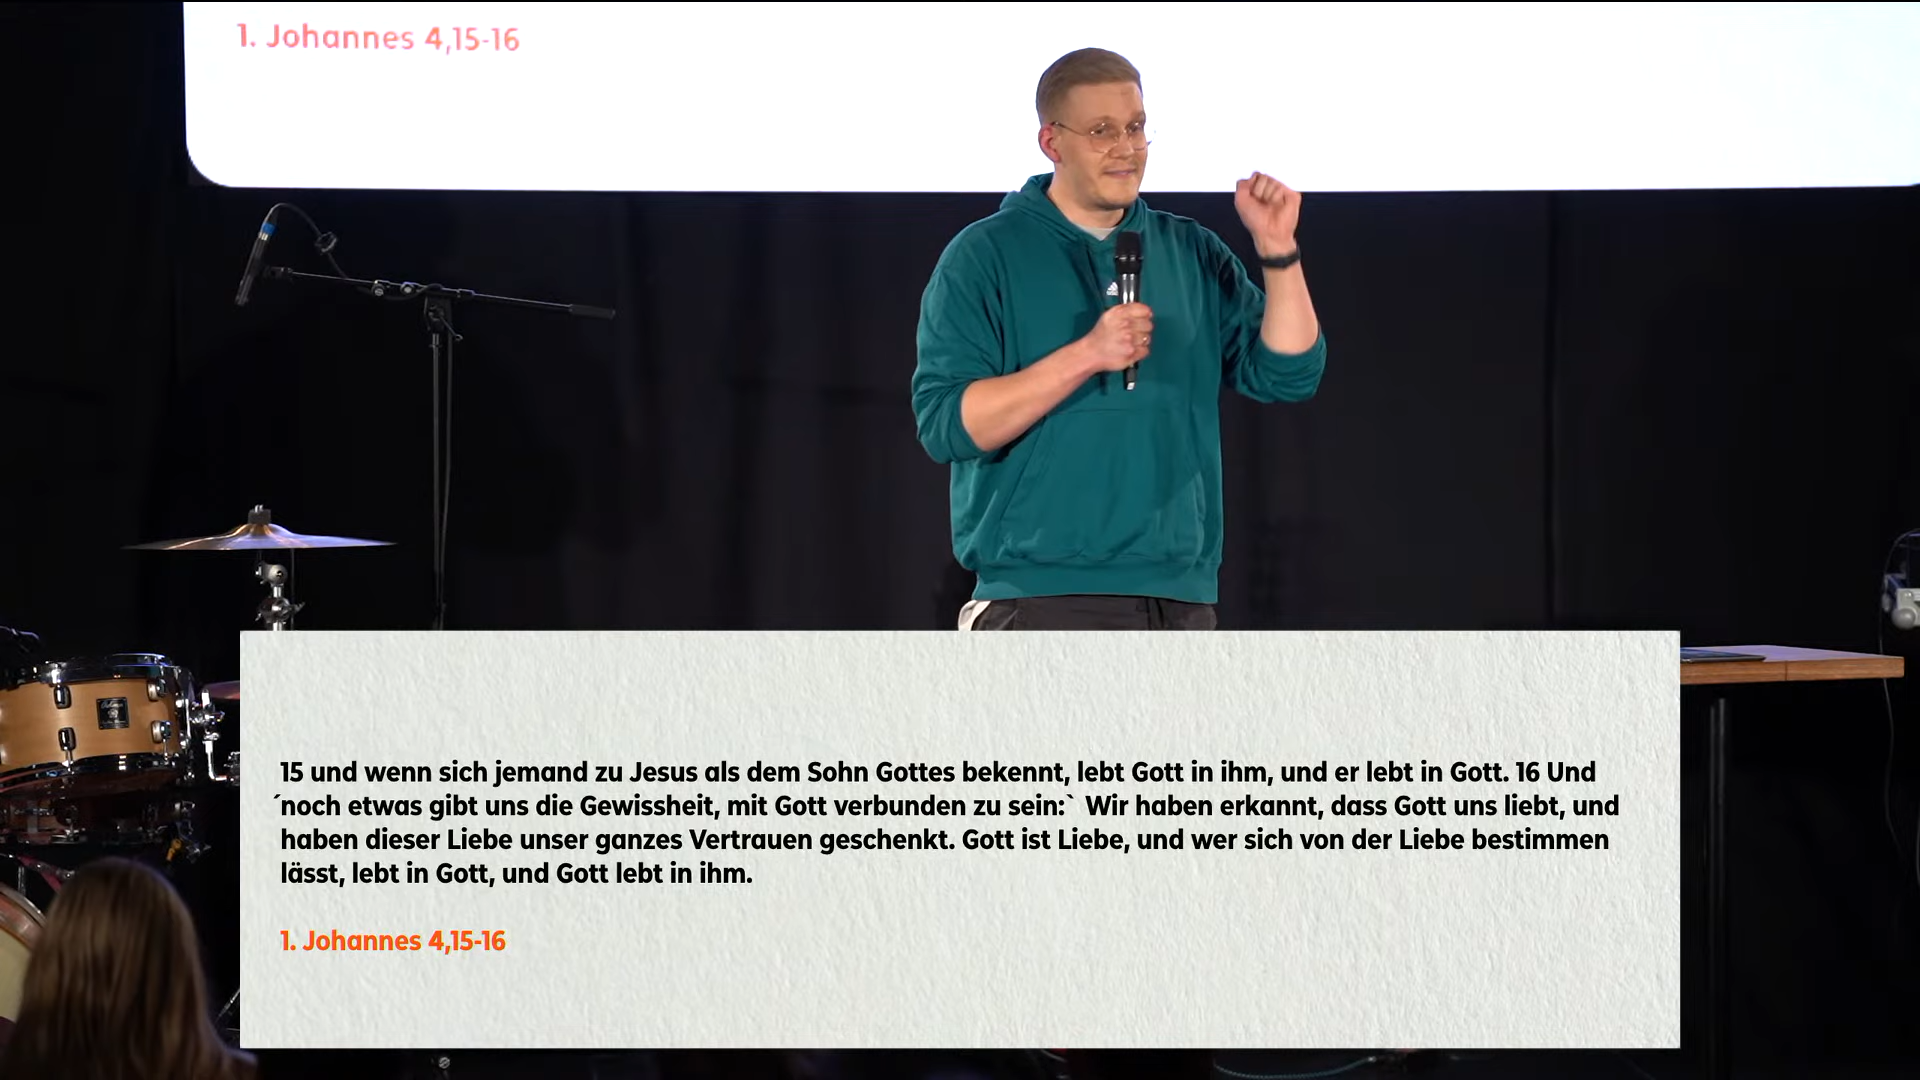 1. Johannes 4,15-16
15 und wenn sich jemand zu Jesus als dem Sohn Gottes bekennt, lebt Gott in ihm, und er lebt in Gott. 16 Und
´noch etwas gibt uns die Gewissheit, mit Gott verbunden zu sein:` Wir haben erkannt, dass Gott uns liebt, und
haben dieser Liebe unser ganzes Vertrauen geschenkt. Gott ist Liebe, und wer sich von der Liebe bestimmen
lässt, lebt in Gott, und Gott lebt in ihm.
1. Johannes 4,15-16